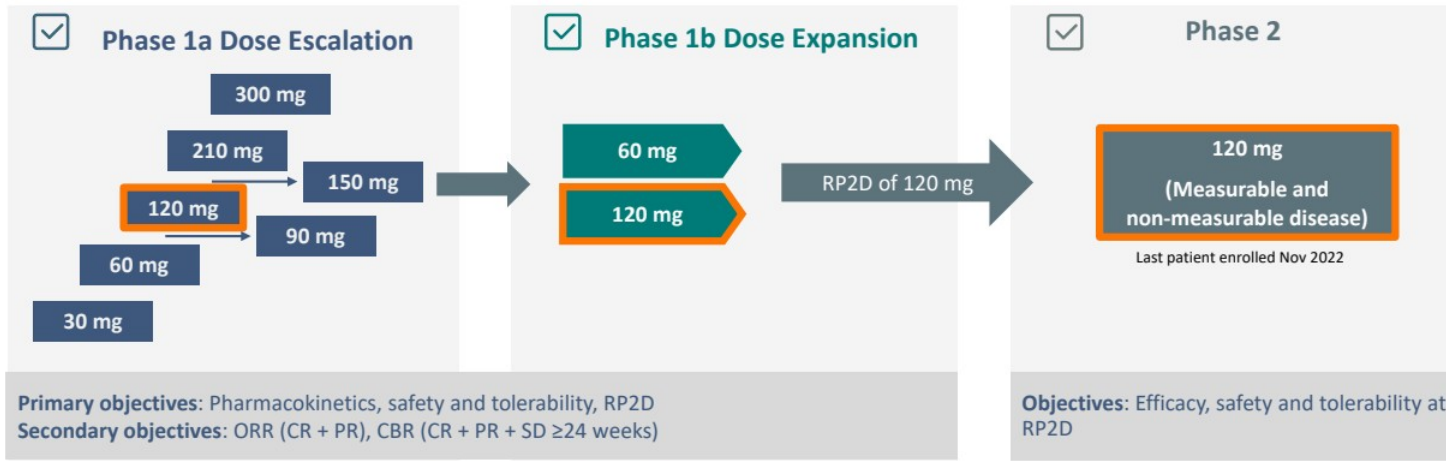 Phase 1a Dose Escalation
300 mg
210 mg
150 mg
120 mg
90 mg
60 mg
30 mg
Phase 1b Dose Expansion
60 mg
120 mg
RP2D of 120 mg
Phase 2
120 mg
(Measurable and
non-measurable disease)
Last patient enrolled Nov 2022
Primary objectives: Pharmacokinetics, safety and tolerability, RP2D
Secondary objectives: ORR (CR + PR), CBR (CR + PR + SD ≥24 weeks)
Objectives: Efficacy, safety and tolerability at
RP2D